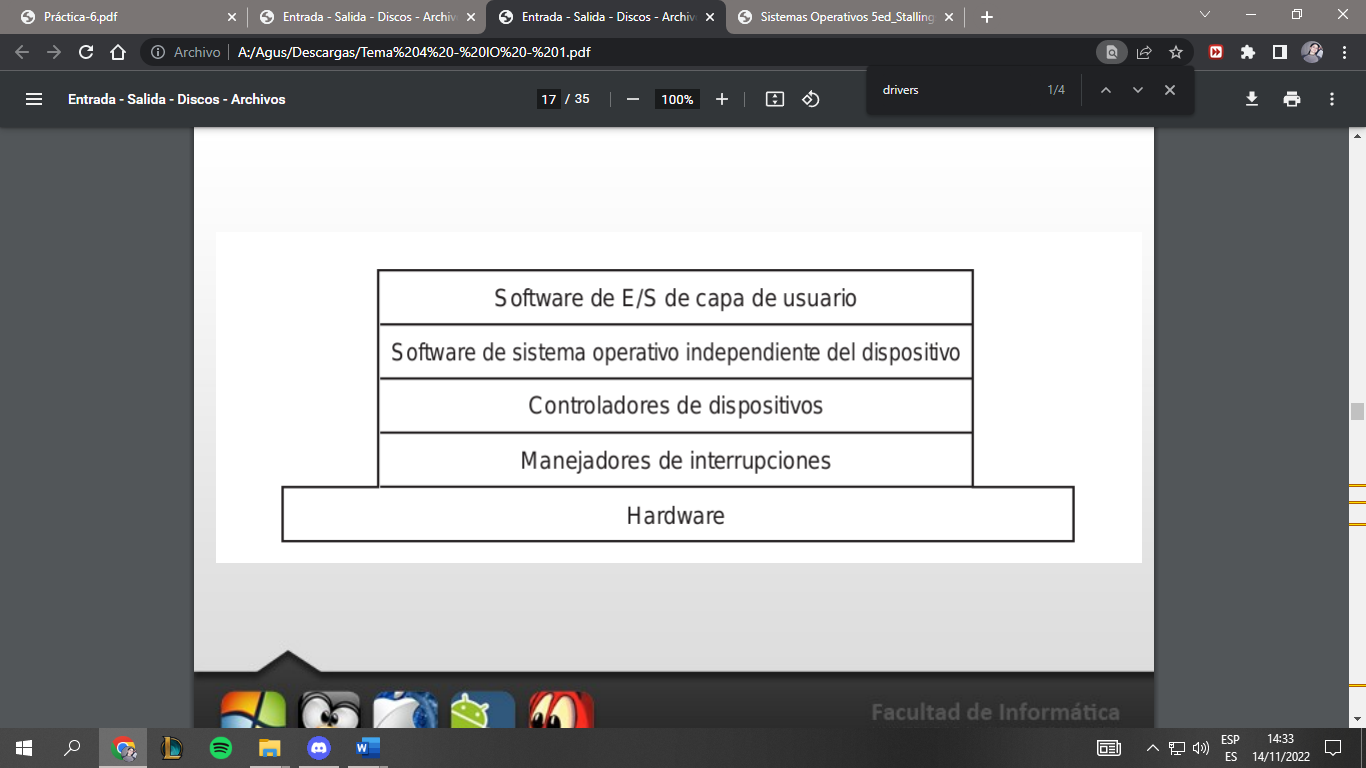 Práctica-6.pdf
Entrada - Salida - Discos - Archiv
Entrada - Salida - Discos - Archiv
Sistemas Operativos 5ed_Stalling
Archivo
A:/Agus/Descargas/Tema%204%20-%20IO%20-%201.pdf
Entrada - Salida - Discos - Archivos
17 / 35
100%
drivers
1/4
Software de E/S de capa de usuario
Software de sistema operativo independiente del dispositivo
Controladores de dispositivos
Manejadores de interrupciones
Hardware
Facultad de Informática
ESP
ES
14:33
14/11/2022